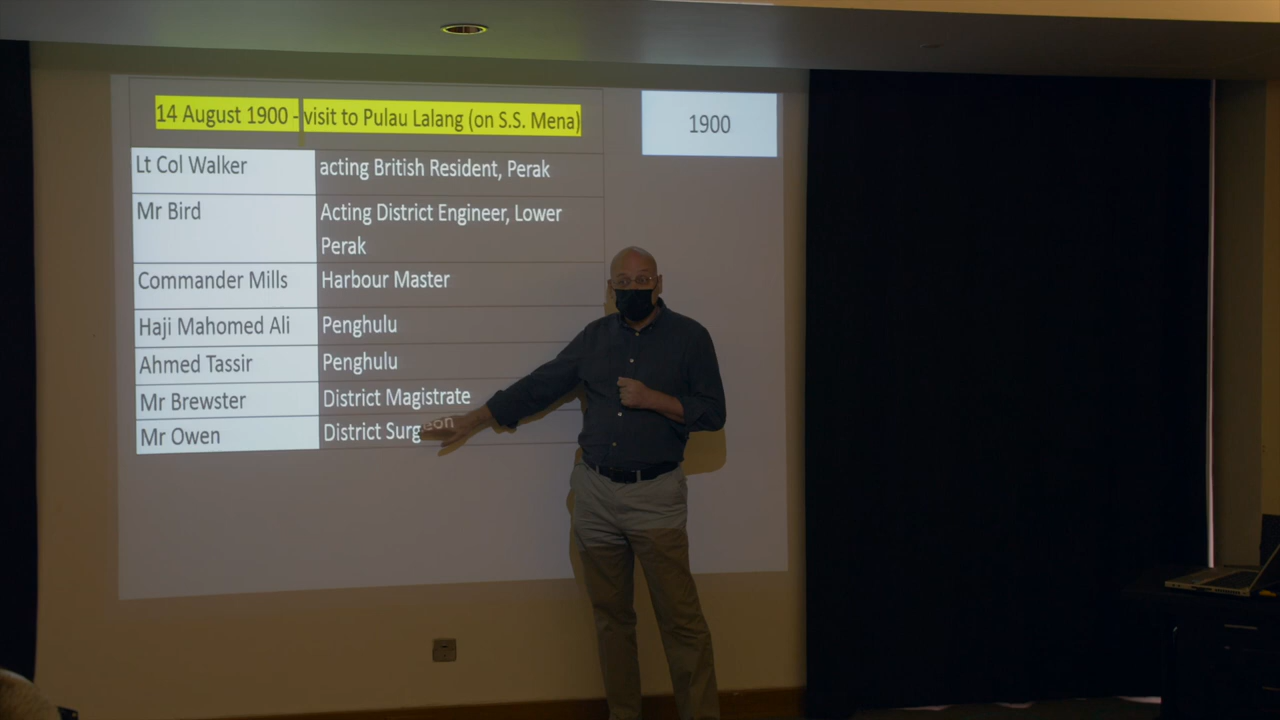 14 August 1900 - visit to Pulau Lalang (on S.S. Mena)
1900
Lt Col Walker acting British Resident, Perak
Mr Bird Acting District Engineer, Lower
Perak
Commander Mills Harbour Master
Haji Mahomed Ali Penghulu
Ahmed Tassir Penghulu
Mr Brewster District Magistrate
Mr Owen District Surgeon